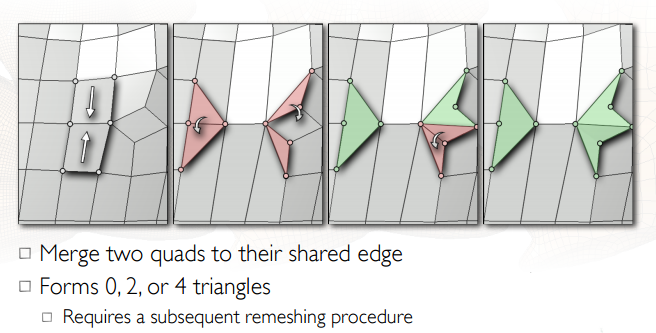 Merge two quads to their shared edge
Forms 0, 2, or 4 triangles
Requires a subsequent remeshing procedure